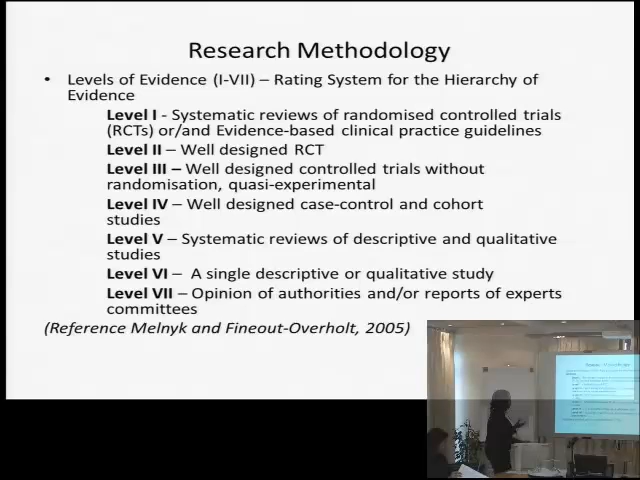 Research Methodology
• Levels of Evidence (I-VII) – Rating System for the Hierarchy of
Evidence
Level I - Systematic reviews of randomised controlled trials
(RCTs) or/and Evidence-based clinical practice guidelines
Level II – Well designed RCT
Level III – Well designed controlled trials without
randomisation, quasi-experimental
Level IV – Well designed case-control and cohort
studies
Level V – Systematic reviews of descriptive and qualitative
studies
Level VI – A single descriptive or qualitative study
Level VII – Opinion of authorities and/or reports of experts
committees
(Reference Melnyk and Fineout-Overholt, 2005)